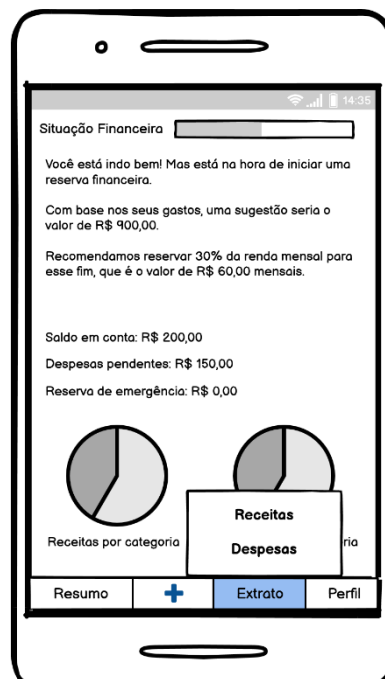 14:35
Situação Financeira
Você está indo bem! Mas está na hora de iniciar uma
reserva financeira.
Com base nos seus gastos, uma sugestão seria o
valor de R$ 900,00.
Recomendamos reservar 30% da renda mensal para
esse fim, que é o valor de R$ 60,00 mensais.
Saldo em conta: R$ 200,00
Despesas pendentes: R$ 150,00
Reserva de emergência: R$ 0,00
Receitas
Despesas
Receitas por categoria
ria
Resumo + Extrato Perfil